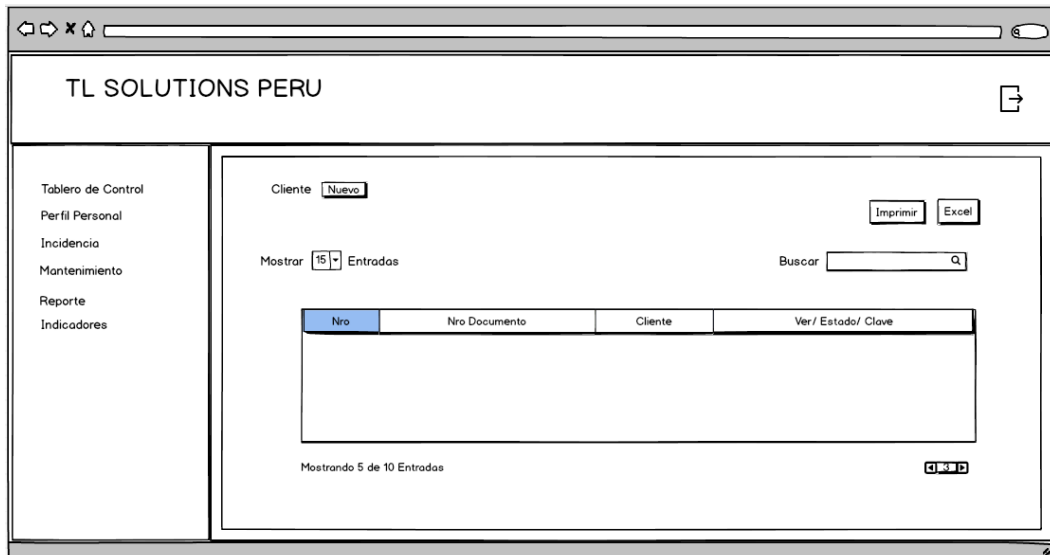 TL SOLUTIONS PERU
Tablero de Control
Perfil Personal
Incidencia
Mantenimiento
Reporte
Indicadores
Cliente Nuevo
Imprimir Excel
Mostrar 15 Entradas
Buscar
Nro Nro Documento Cliente Ver/ Estado/ Clave
Mostrando 5 de 10 Entradas
3